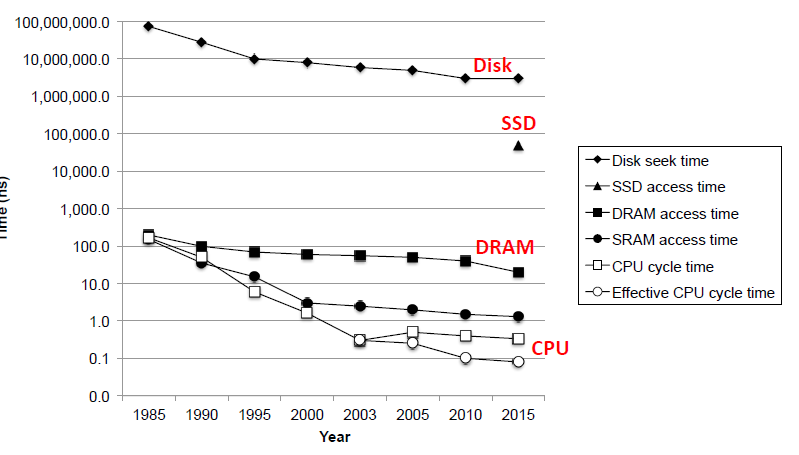 100,000,000.0
10,000,000.0
1,000,000.0
100,000.0
10,000.0
1,000.0
100.0
10.0
1.0
0.1
0.0
Time (ns)
Disk
SSD
DRAM
CPU
1985 1990 1995 2000 2003 2005 2010 2015
Year
Disk seek time
SSD access time
DRAM access time
SRAM access time
CPU cycle time
Effective CPU cycle time